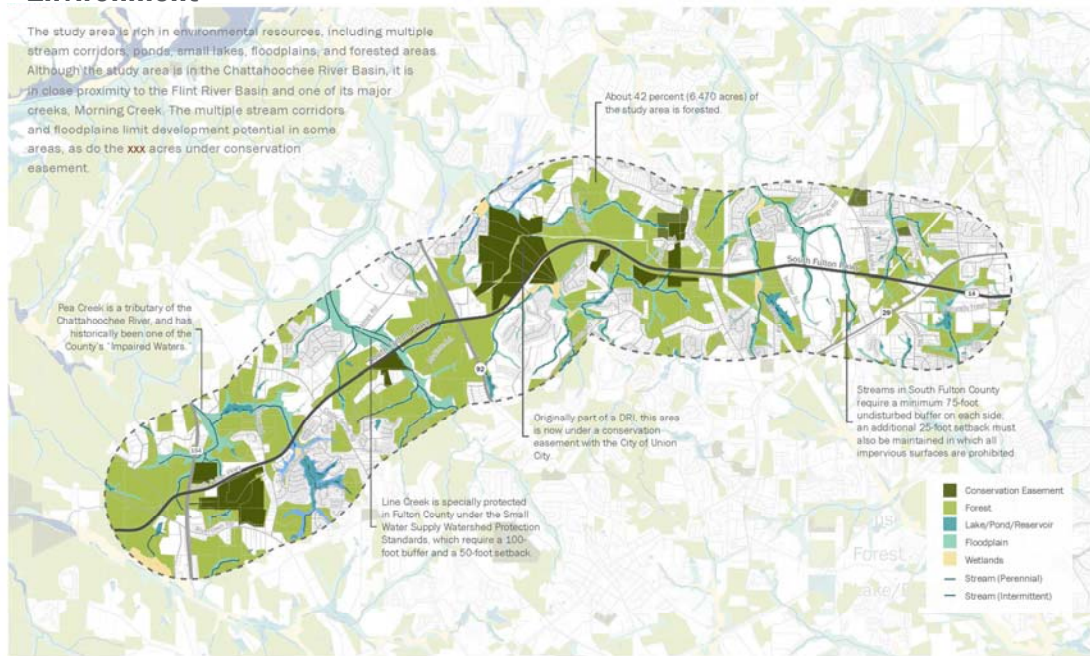 Environment
The study area is rich in environmental resources, including multiple
stream corridors, ponds, small lakes, floodplains, and forested areas.
Although the study area is in the Chattahoochee River Basin, it is
in close proximity to the Flint River Basin and one of its major
creeks, Morning Creek. The multiple stream corridors
and floodplains limit development potential in some
areas, as do the xxx acres under conservation
easement.
About 42 percent (6,470 acres) of
the study area is forested.
Pea Creek is a tributary of the
Chattahoochee River, and has
historically been one of the
County's "Impaired Waters."
South Fulton
14
29
92
154
Originally part of a DRI, this area
is now under a conservation
easement with the City of Union
City.
Streams in South Fulton County
require a minimum 75-foot
undisturbed buffer on each side;
an additional 25-foot setback must
also be maintained in which all
impervious surfaces are prohibited
Line Creek is specially protected
in Fulton County under the Small
Water Supply Watershed Protection
Standards, which require a 100-
foot buffer and a 50-foot setback.
Conservation Easement
Forest
Lake/Pond/Reservoir
Floodplain
Wetlands
Stream (Perennial)
Stream (Intermittent)
Forest